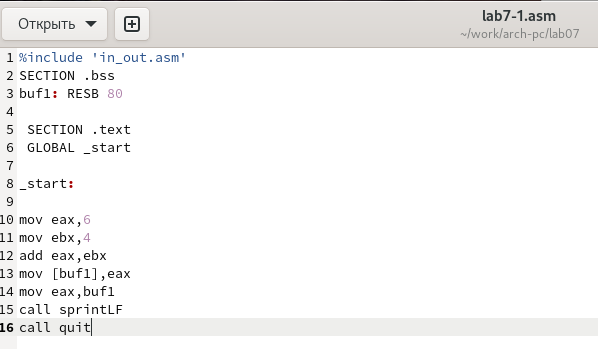 Открыть
lab7-1.asm
~/work/arch-pc/lab07
1 %include 'in_out.asm'
2 SECTION .bss
3 buf1: RESB 80
4
5 SECTION .text
6 GLOBAL _start
7
8 _start:
9
10 mov eax,6
11 mov ebx,4
12 add eax,ebx
13 mov [buf1],eax
14 mov eax,buf1
15 call sprintLF
16 call quit